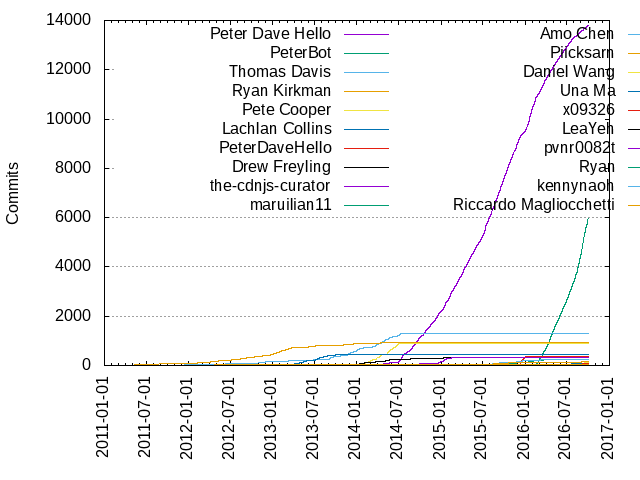 14000
12000
10000
8000
6000
4000
2000
0
Commits
Peter Dave Hello
PeterBot
Thomas Davis
Ryan Kirkman
Pete Cooper
Lachlan Collins
PeterDaveHello
Drew Freyling
the-cdnjs-curator
maruilian11
Amo Chen
Piicksarn
Daniel Wang
Una Ma
x09326
LeaYeh
pvnr0082t
Ryan
kennynaoh
Riccardo Magliocchetti
2011-01-01
2011-07-01
2012-01-01
2012-07-01
2013-01-01
2013-07-01
2014-01-01
2014-07-01
2015-01-01
2015-07-01
2016-01-01
2016-07-01
2017-01-01